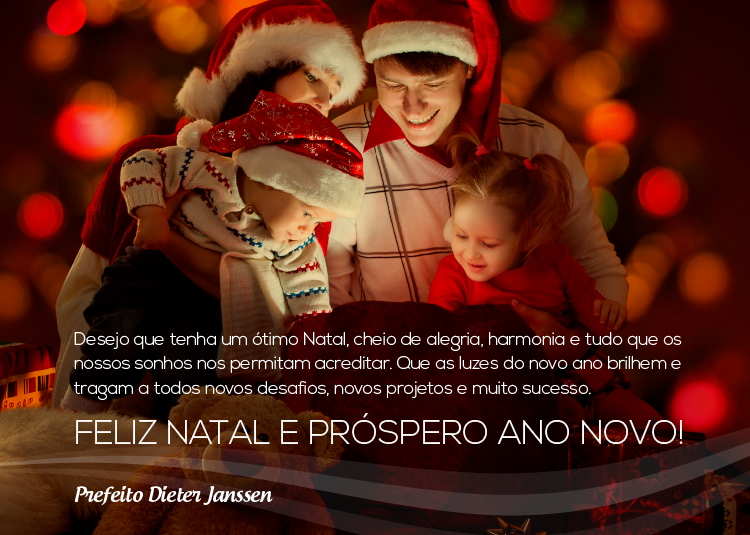 Desejo que tenha um ótimo Natal, cheio de alegria, harmonia e tudo que os
nossos sonhos nos permitam acreditar. Que as luzes do novo ano brilhem e
tragam a todos novos desafios, novos projetos e muito sucesso.
FELIZ NATAL E PRÓSPERO ANO NOVO!
Prefeito Dieter Janssen